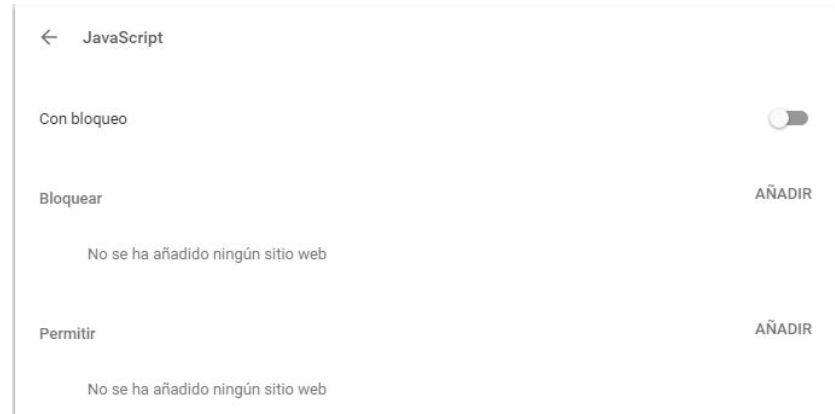 JavaScript
Con bloqueo
Bloquear AÑADIR
No se ha añadido ningún sitio web
Permitir AÑADIR
No se ha añadido ningún sitio web